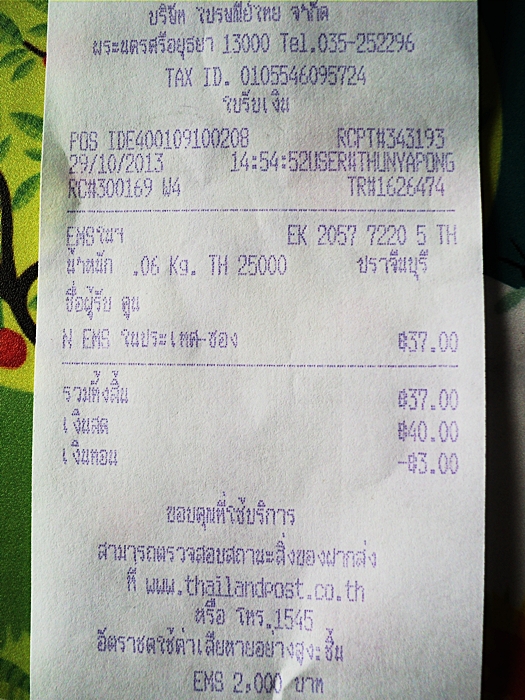 บริษัท ไปรษณีย์ไทย จำกัด
พระนครศรีอยุธยา 13000 Tel.035-252296
TAX ID. 0105546095724
ใบรับเงิน
POS IDE400109100208 RCPT#343193
29/10/2013 14:54:52USER#THUNYAPONG
RC#300169 W4 TR#1626474
EMSในฯ EK 2057 7220 5 TH
น้ำหนัก .06 Kg. TH 25000 ปราจีนบุรี
ชื่อผู้รับ ตูน
N EMS ในประเทศ-ซอง ฿37.00
รวมทั้งสิ้น ฿37.00
เงินสด ฿40.00
เงินทอน -฿3.00
ขอบคุณที่ใช้บริการ
สามารถตรวจสอบสถานะสิ่งของฝากส่ง
ที่ www.thailandpost.co.th
หรือ โทร.1545
อัตราชดใช้ค่าเสียหายอย่างสูง:ชิ้น
EMS 2,000 บาท